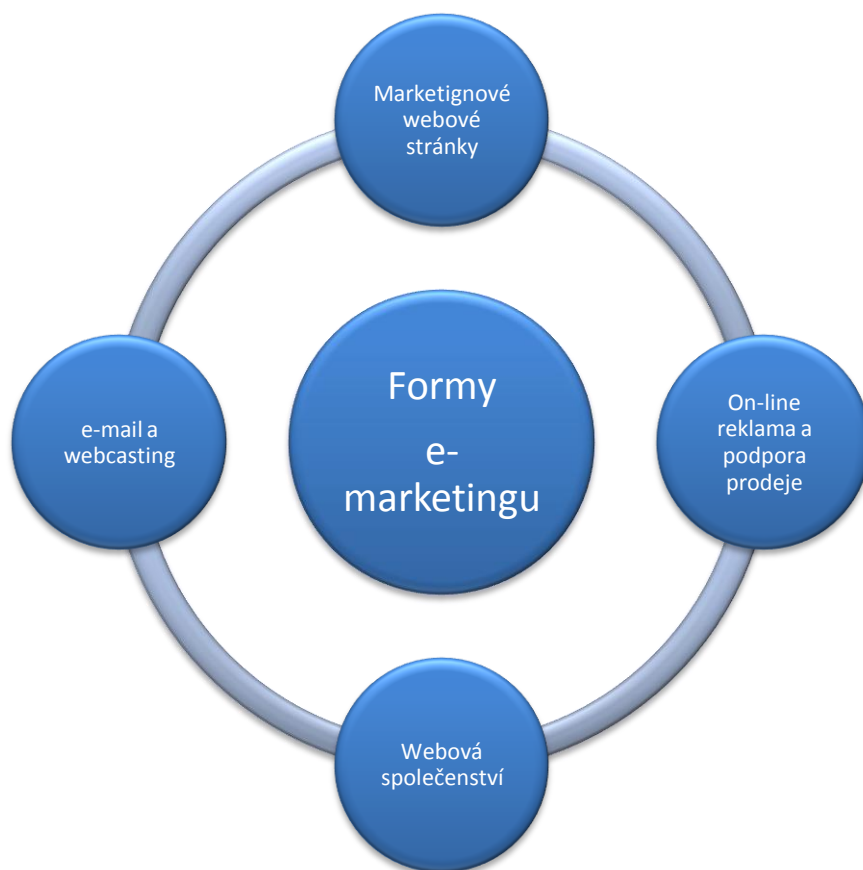 Marketignové
webové
stránky
Formy
e-
marketingu
On-line
reklama a
podpora
prodeje
e-mail a
webcasting
Webová
společenství